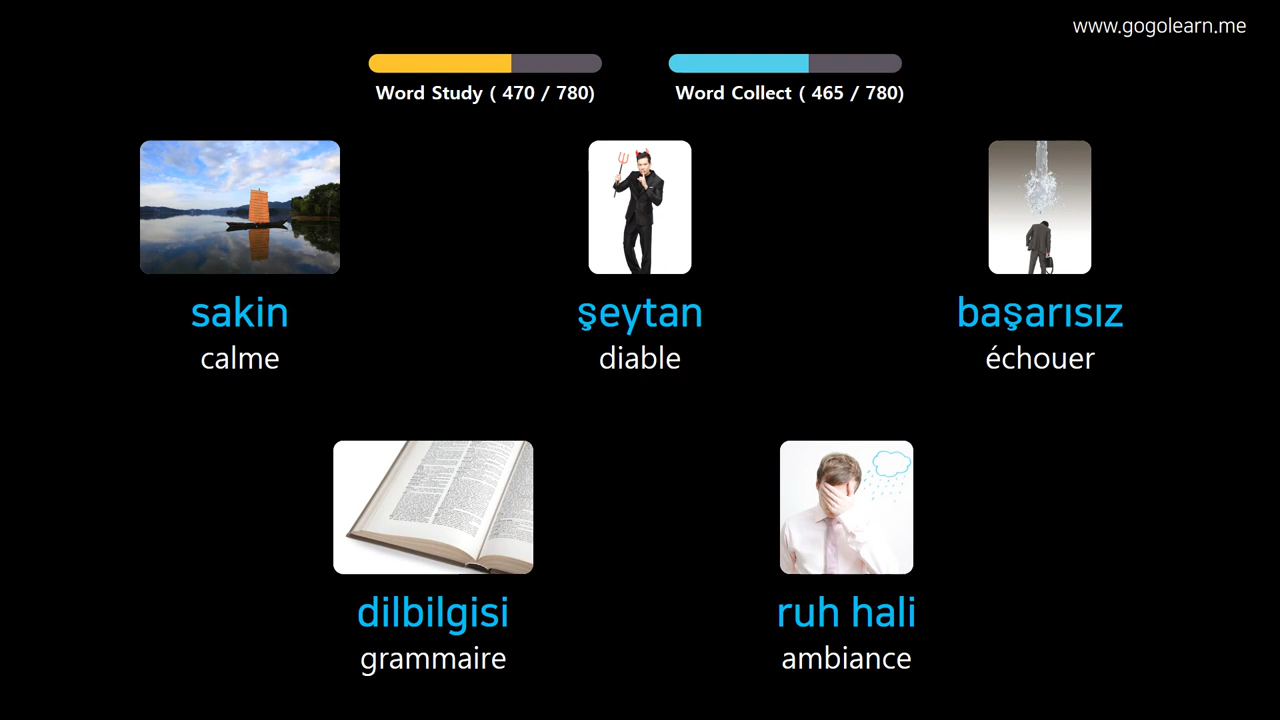 www.gogolearn.me
Word Study ( 470 / 780)
Word Collect ( 465 / 780)
sakin
calme
şeytan
diable
başarısız
échouer
dilbilgisi
grammaire
ruh hali
ambiance